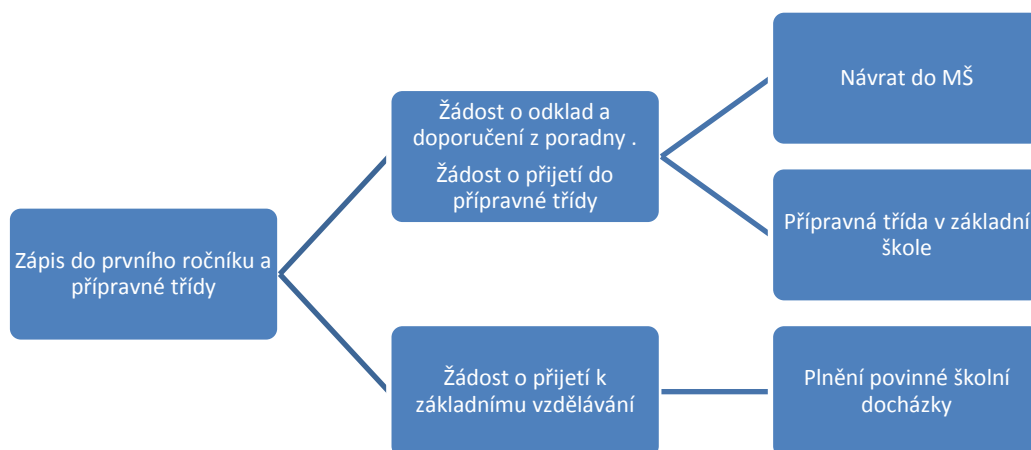 Zápis do prvního ročníku a
přípravné třídy
Žádost o odklad a
doporučení z poradny .
Žádost o přijetí do
přípravné třídy
Návrat do MŠ
Přípravná třída v základní
škole
Žádost o přijetí k
základnímu vzdělávání
Plnění povinné školní
docházky